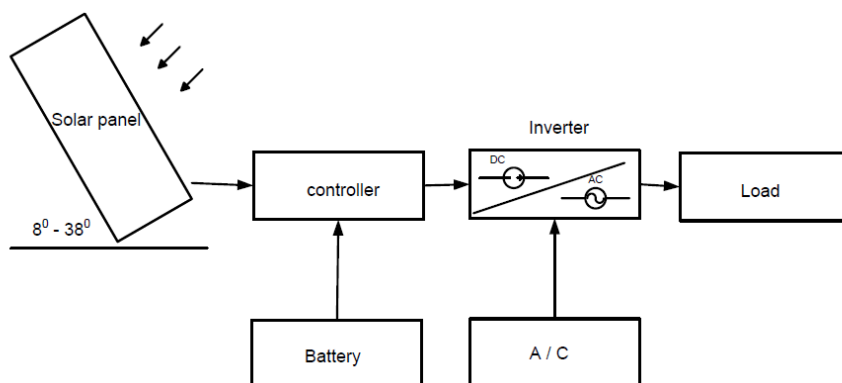 Solar panel
Inverter
DC
AC
controller
Load
8⁰ - 38⁰
Battery
A / C